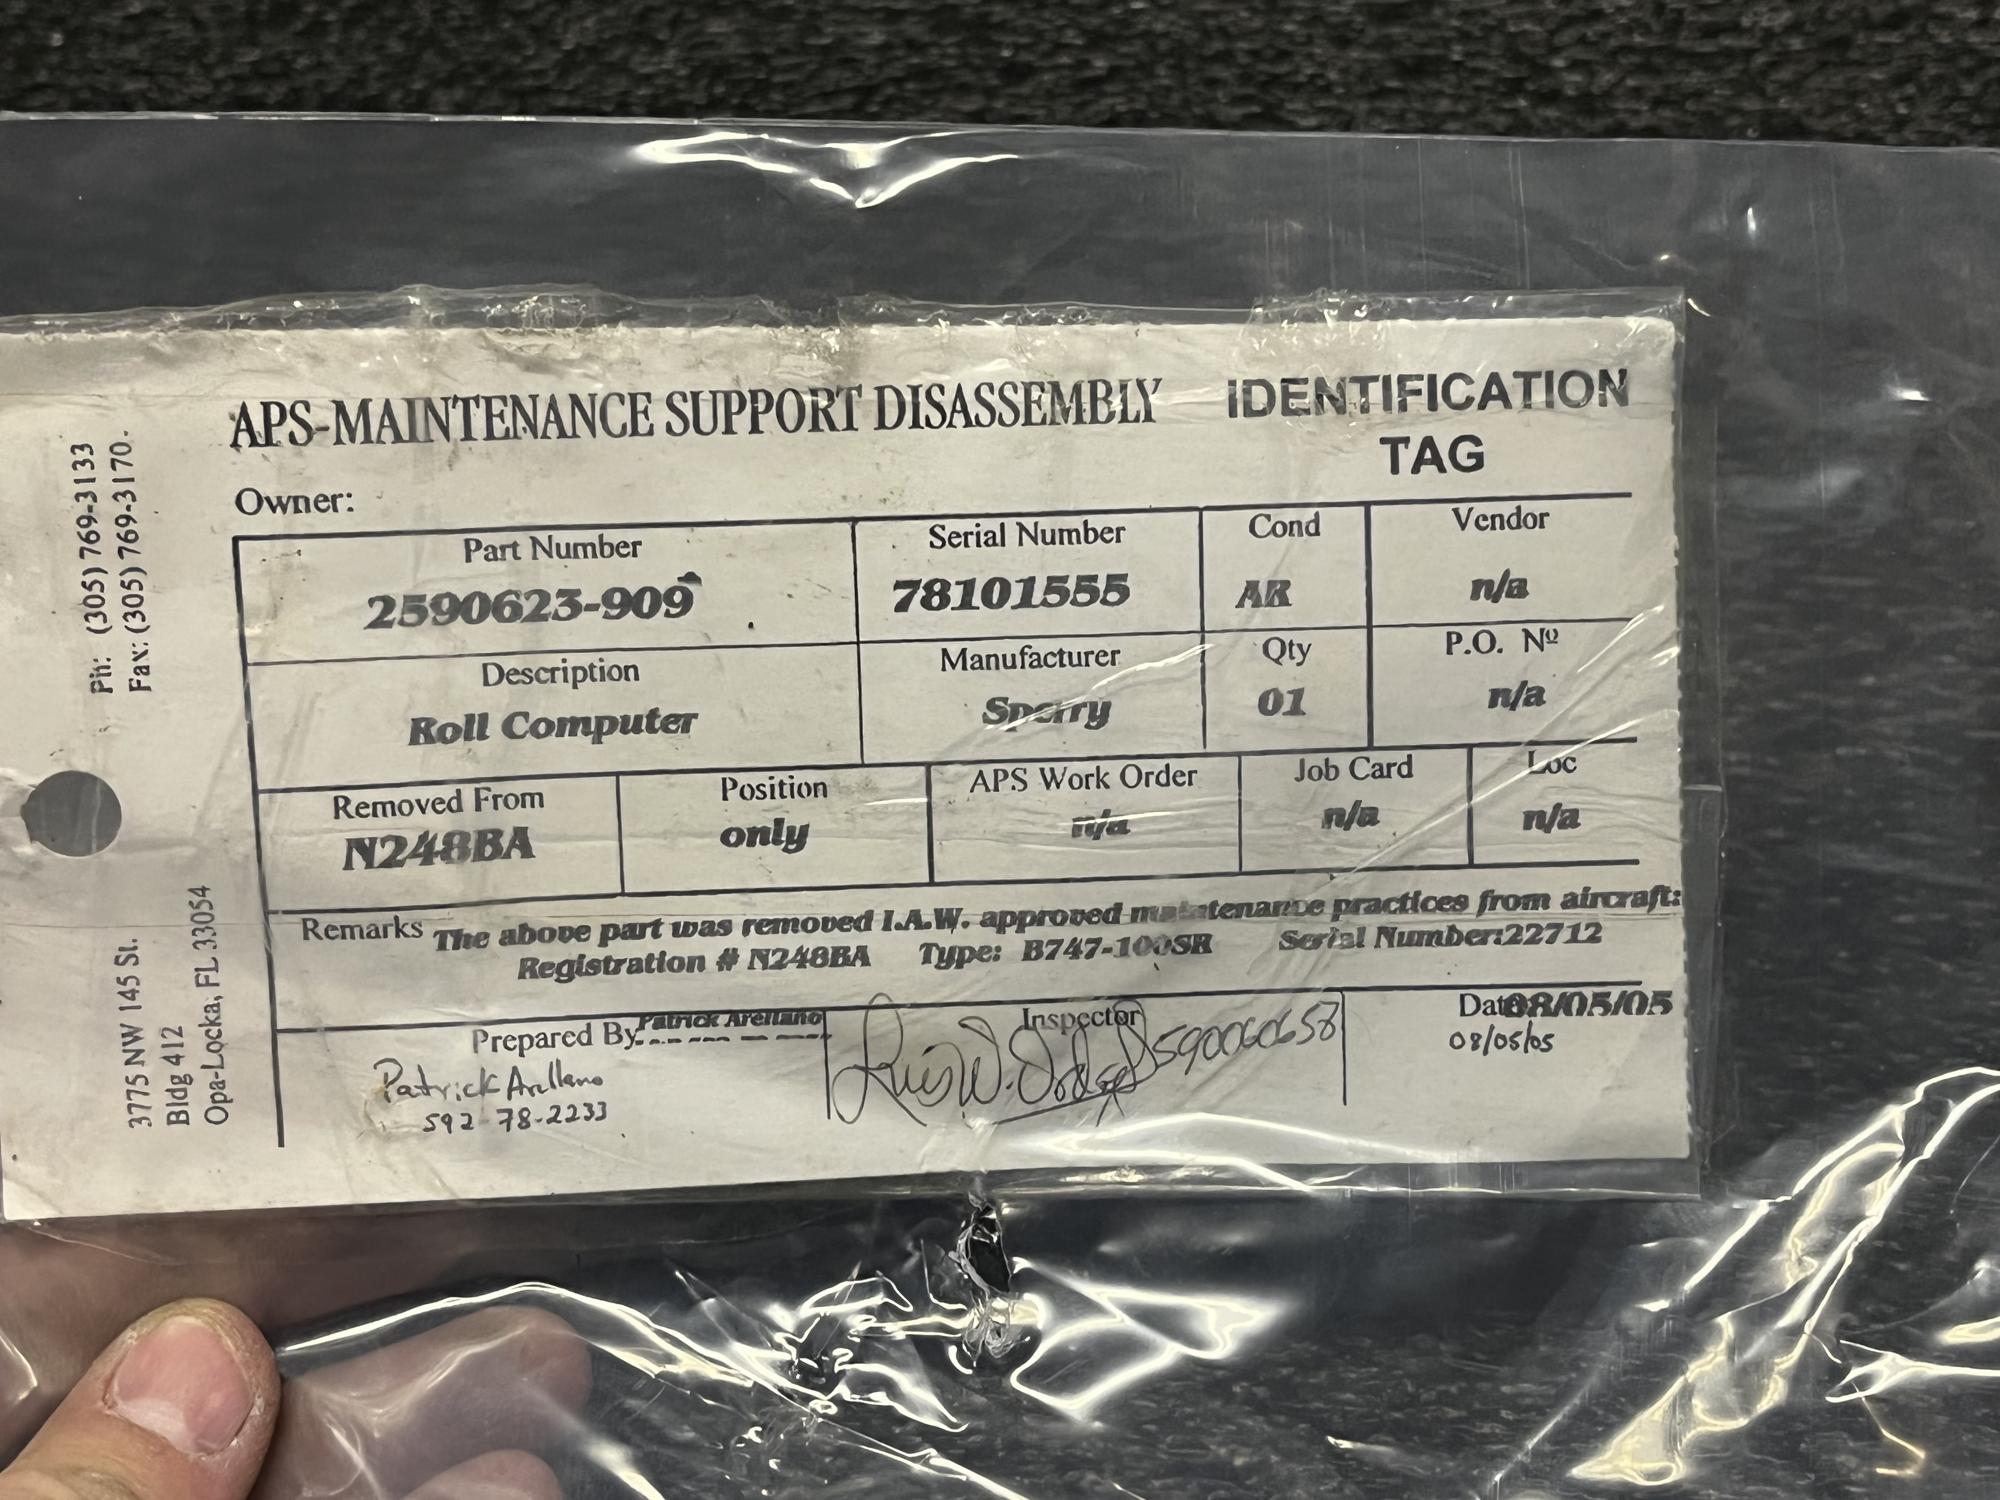 APS-MAINTENANCE SUPPORT DISASSEMBLY IDENTIFICATION TAG
Ph: (305) 769-3133
Fax: (305) 769-3170
3775 NW 145 St.
Bldg 412
Opa-Locka, FL 33054
Owner:
Part Number Serial Number Cond Vendor
2590623-909 78101555 AR n/a
Description Manufacturer Qty P.O. Nº
Roll Computer Sperry 01 n/a
Removed From Position APS Work Order Job Card Loc
N248BA only n/a n/a n/a
Remarks The above part was removed I.A.W. approved maintenance practices from aircraft:
Registration # N248BA Type: B747-100SR Serial Number:22712
Prepared By: Patrick Arellano Inspector Date 08/05/05
Patrick Arellano 590060658 08/05/05
592-78-2233